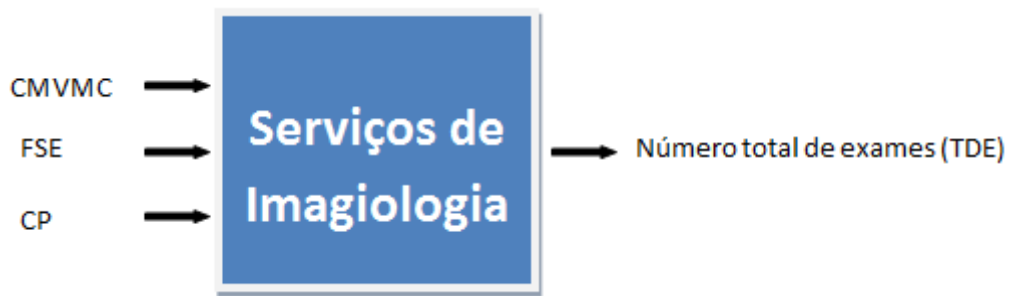 CMVMC
FSE
CP
Serviços de
Imagiologia
Número total de exames (TDE)